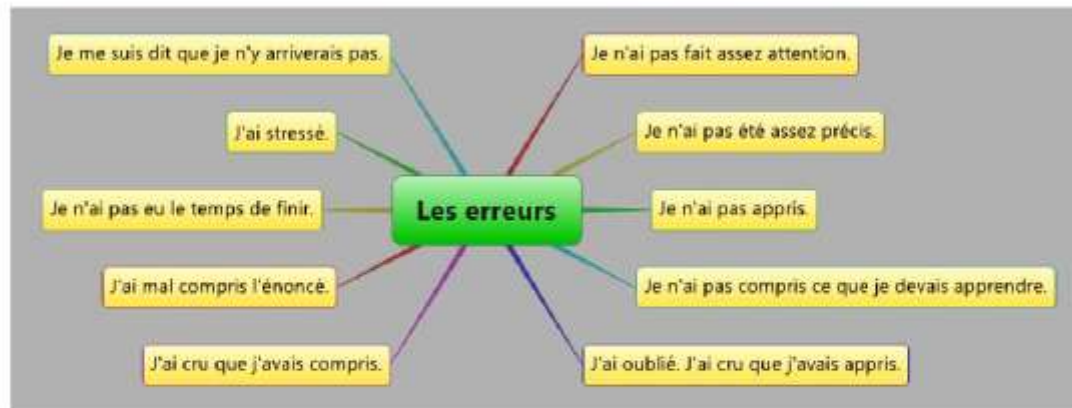 Je me suis dit que je n'y arriverais pas.
Je n'ai pas fait assez attention.
J'ai stressé.
Je n'ai pas été assez précis.
Je n'ai pas eu le temps de finir.
Les erreurs
Je n'ai pas appris.
J'ai mal compris l'énoncé.
Je n'ai pas compris ce que je devais apprendre.
J'ai cru que j'avais compris.
J'ai oublié. J'ai cru que j'avais appris.